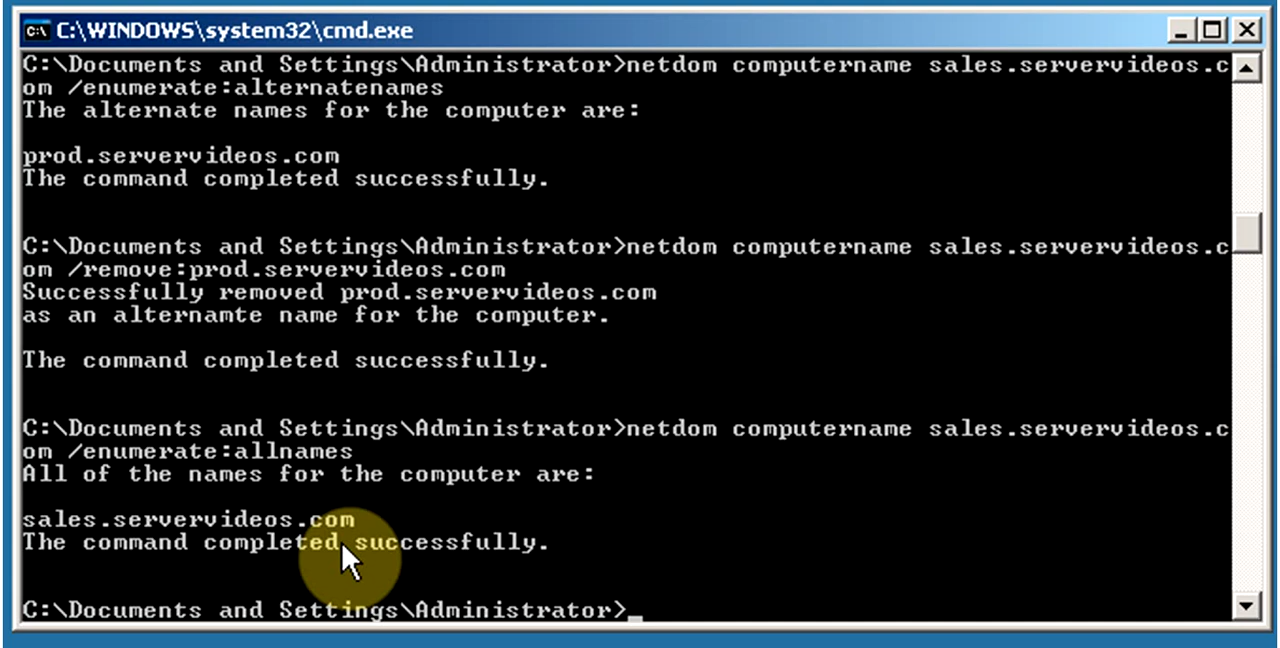 C:\WINDOWS\system32\cmd.exe
C:\Documents and Settings\Administrator>netdom computername sales.servervideos.c
om /enumerate:alternatenames
The alternate names for the computer are:
prod.servervideos.com
The command completed successfully.
C:\Documents and Settings\Administrator>netdom computername sales.servervideos.c
om /remove:prod.servervideos.com
Successfully removed prod.servervideos.com
as an alternamte name for the computer.
The command completed successfully.
C:\Documents and Settings\Administrator>netdom computername sales.servervideos.c
om /enumerate:allnames
All of the names for the computer are:
sales.servervideos.com
The command completed successfully.
C:\Documents and Settings\Administrator>_